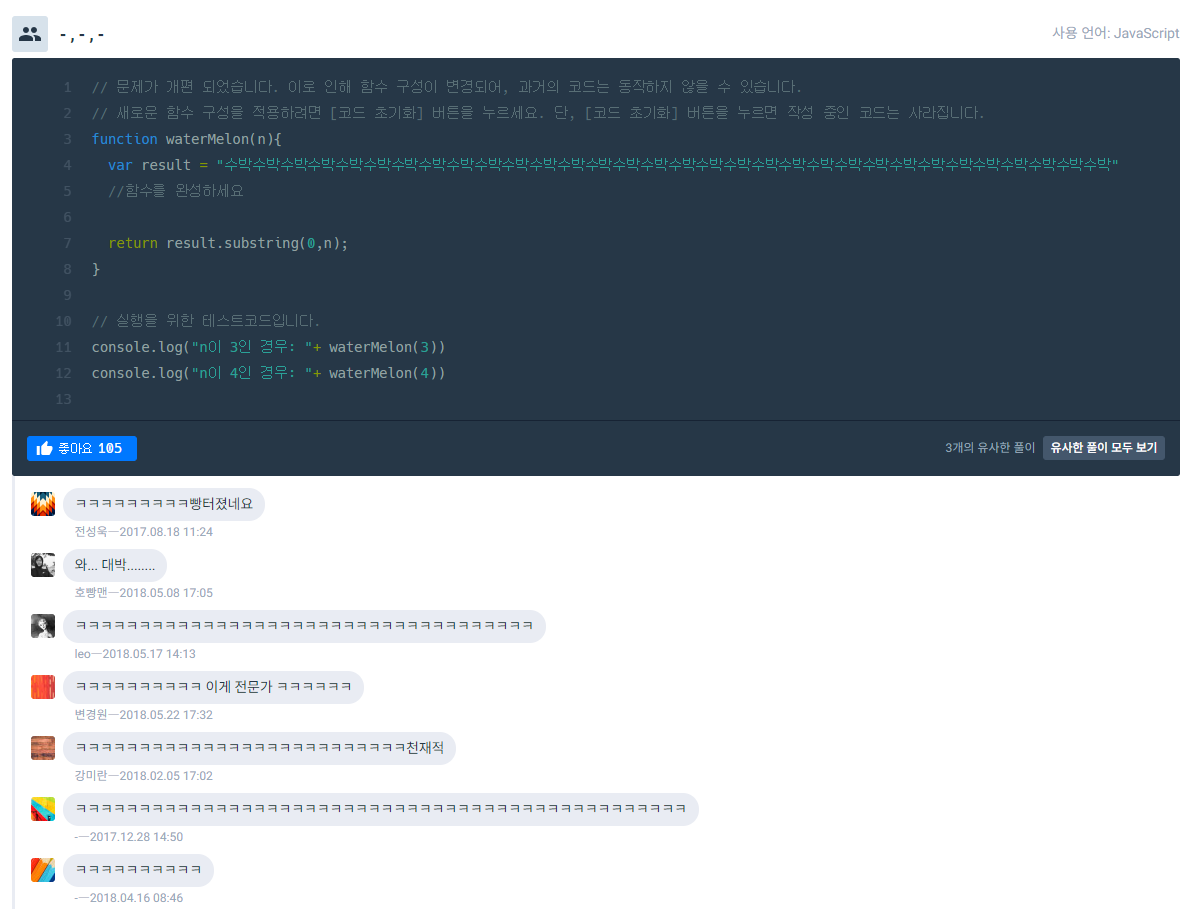 -,-,-
사용 언어: JavaScript
1 // 문제가 개편 되었습니다. 이로 인해 함수 구성이 변경되어, 과거의 코드는 동작하지 않을 수 있습니다.
2 // 새로운 함수 구성을 적용하려면 [코드 초기화] 버튼을 누르세요. 단, [코드 초기화] 버튼을 누르면 작성 중인 코드는 사라집니다.
3 function waterMelon(n){
4 var result = "수박수박수박수박수박수박수박수박수박수박수박수박수박수박수박수박수박수박수박수박수박수박수박수박수박수박수박수박수박수박수박수박"
5 //함수를 완성하세요
6
7 return result.substring(0,n);
8 }
9
10 // 실행을 위한 테스트코드입니다.
11 console.log("n이 3인 경우: "+ waterMelon(3))
12 console.log("n이 4인 경우: "+ waterMelon(4))
13
좋아요 105
3개의 유사한 풀이 유사한 풀이 모두 보기
ㅋㅋㅋㅋㅋㅋㅋㅋㅋ빵터졌네요
전성욱―2017.08.18 11:24
와... 대박........
호빵맨―2018.05.08 17:05
ㅋㅋㅋㅋㅋㅋㅋㅋㅋㅋㅋㅋㅋㅋㅋㅋㅋㅋㅋㅋㅋㅋㅋㅋㅋㅋㅋㅋㅋㅋㅋㅋㅋㅋㅋㅋ
leo―2018.05.17 14:13
ㅋㅋㅋㅋㅋㅋㅋㅋㅋㅋ 이게 전문가 ㅋㅋㅋㅋㅋㅋ
변경원―2018.05.22 17:32
ㅋㅋㅋㅋㅋㅋㅋㅋㅋㅋㅋㅋㅋㅋㅋㅋㅋㅋㅋㅋㅋㅋㅋㅋㅋㅋ천재적
강미란―2018.02.05 17:02
ㅋㅋㅋㅋㅋㅋㅋㅋㅋㅋㅋㅋㅋㅋㅋㅋㅋㅋㅋㅋㅋㅋㅋㅋㅋㅋㅋㅋㅋㅋㅋㅋㅋㅋㅋㅋㅋㅋㅋㅋㅋㅋㅋㅋㅋㅋㅋㅋ
-―2017.12.28 14:50
ㅋㅋㅋㅋㅋㅋㅋㅋㅋㅋ
-―2018.04.16 08:46